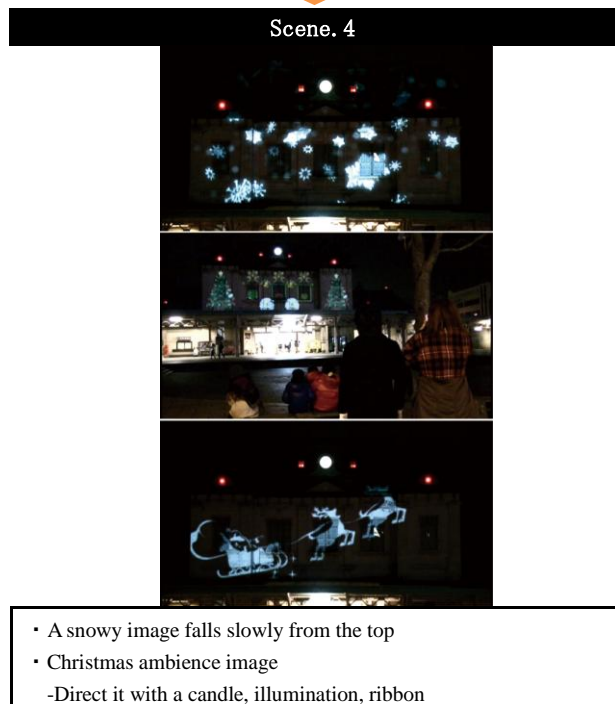 Scene. 4
・A snowy image falls slowly from the top
・Christmas ambience image
-Direct it with a candle, illumination, ribbon